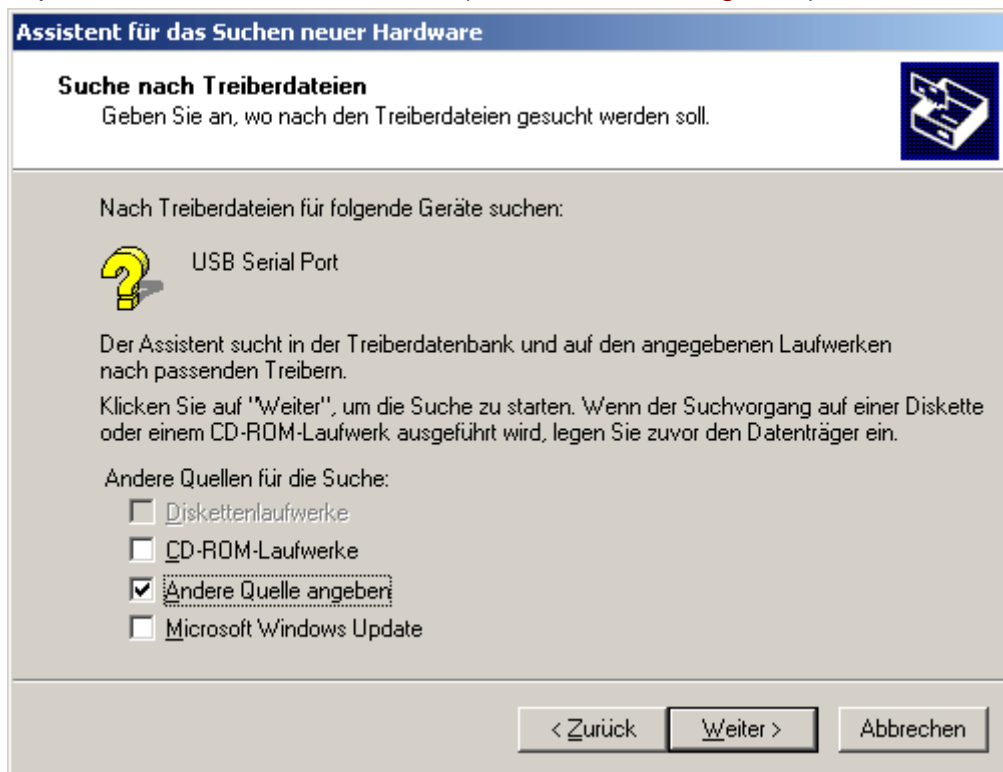 Assistent für das Suchen neuer Hardware
Suche nach Treiberdateien
Geben Sie an, wo nach den Treiberdateien gesucht werden soll.
Nach Treiberdateien für folgende Geräte suchen:
USB Serial Port
Der Assistent sucht in der Treiberdatenbank und auf den angegebenen Laufwerken
nach passenden Treibern.
Klicken Sie auf "Weiter", um die Suche zu starten. Wenn der Suchvorgang auf einer Diskette
oder einem CD-ROM-Laufwerk ausgeführt wird, legen Sie zuvor den Datenträger ein.
Andere Quellen für die Suche:
Diskettenlaufwerke
CD-ROM-Laufwerke
Andere Quelle angeben
Microsoft Windows Update
< Zurück Weiter > Abbrechen